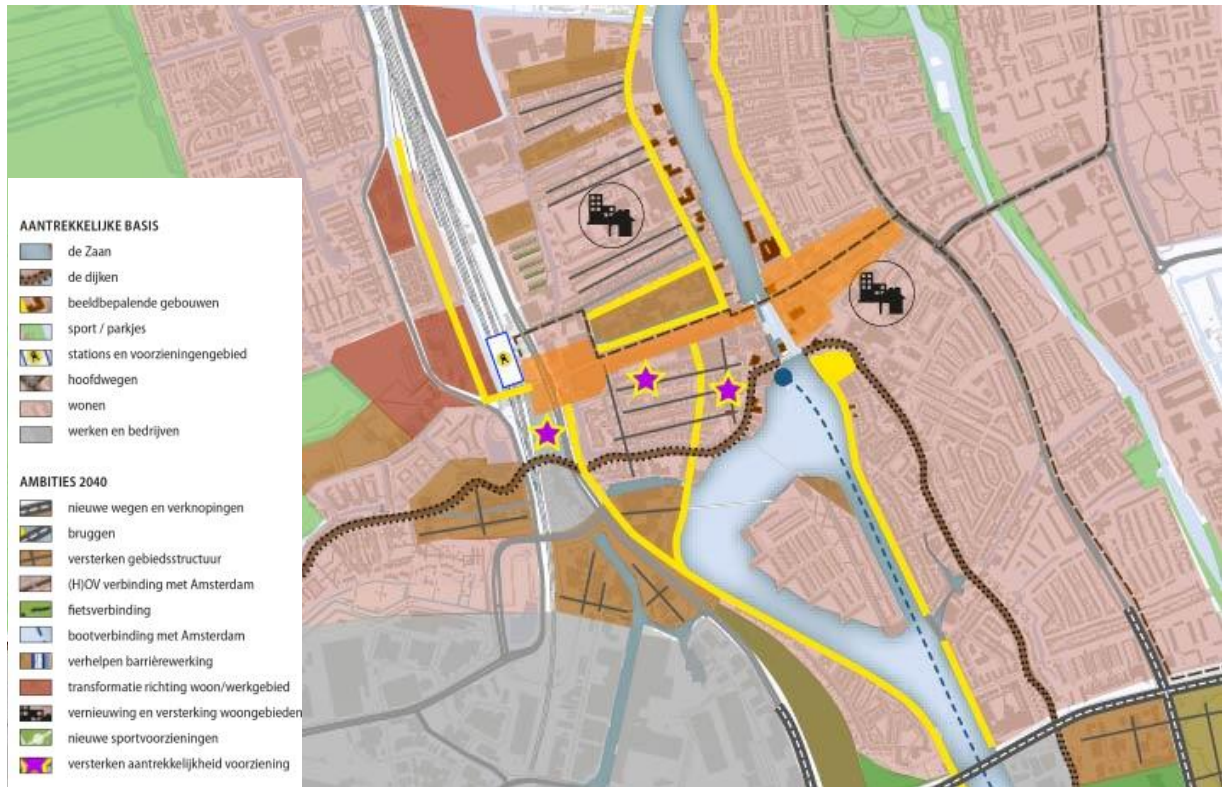 AANTREKKELIJKE BASIS
de Zaan
de dijken
beeldbepalende gebouwen
sport / parkjes
stations en voorzieningengebied
hoofdwegen
wonen
werken en bedrijven
AMBITIES 2040
nieuwe wegen en verknopingen
bruggen
versterken gebiedsstructuur
(H)OV verbinding met Amsterdam
fietsverbinding
bootverbinding met Amsterdam
verhelpen barrièrewerking
transformatie richting woon/werkgebied
vernieuwing en versterking woongebieden
nieuwe sportvoorzieningen
versterken aantrekkelijkheid voorziening